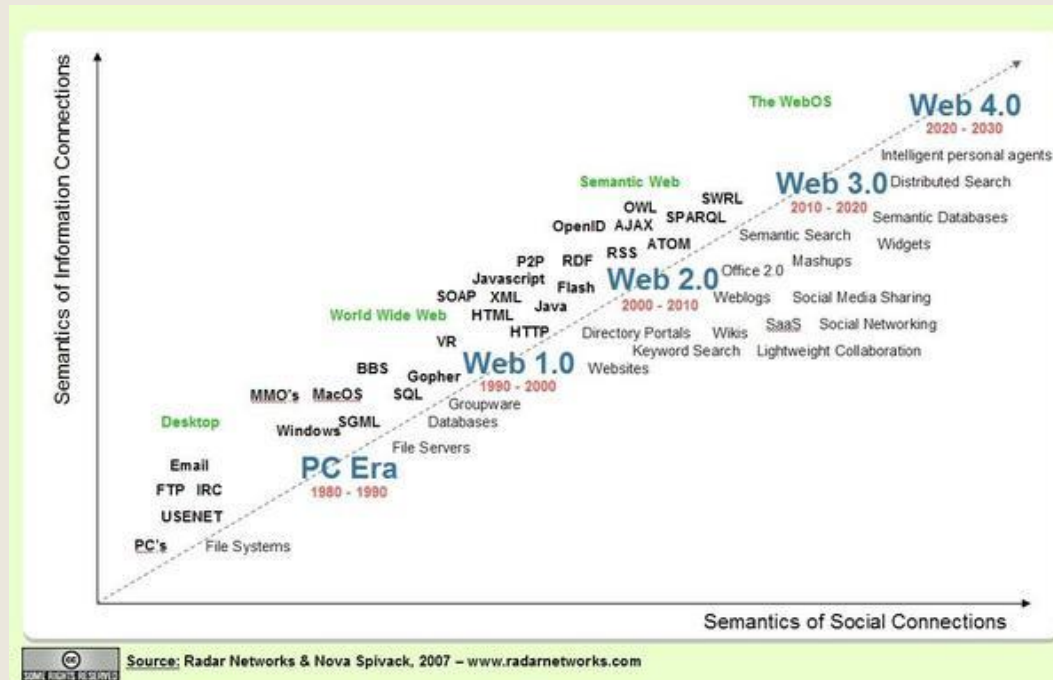 Semantics of Information Connections
The WebOS
Web 4.0
2020 - 2030
Intelligent personal agents
Semantic Web
Web 3.0
Distributed Search
2010 - 2020
SWRL
OWL
SPARQL
Semantic Databases
OpenID
AJAX
Semantic Search
Widgets
ATOM
RSS
P2P
RDF
Mashups
Office 2.0
Javascript
Flash
Web 2.0
2000 - 2010
SOAP
XML
Weblogs
Social Media Sharing
Java
World Wide Web
HTML
HTTP
Directory Portals
Wikis
SaaS
Social Networking
VR
Keyword Search
Lightweight Collaboration
Web 1.0
1990 - 2000
Websites
BBS
Gopher
MMO's
MacOS
SQL
Groupware
Desktop
SGML
Databases
Windows
File Servers
Email
PC Era
1980 - 1990
FTP
IRC
USENET
PC's
File Systems
Semantics of Social Connections
cc
SOME RIGHTS RESERVED
Source: Radar Networks & Nova Spivack, 2007 – www.radarnetworks.com